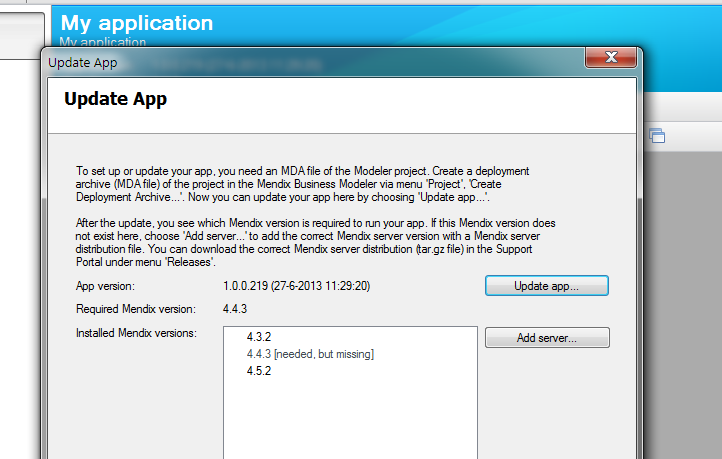 My application
My application
Update App
Update App
To set up or update your app, you need an MDA file of the Modeler project. Create a deployment
archive (MDA file) of the project in the Mendix Business Modeler via menu 'Project', 'Create
Deployment Archive...'. Now you can update your app here by choosing 'Update app...'.
After the update, you see which Mendix version is required to run your app. If this Mendix version does
not exist here, choose 'Add server...' to add the correct Mendix server version with a Mendix server
distribution file. You can download the correct Mendix server distribution (tar.gz file) in the Support
Portal under menu 'Releases'.
App version: 1.0.0.219 (27-6-2013 11:29:20) Update app...
Required Mendix version: 4.4.3
Installed Mendix versions: 4.3.2 Add server...
4.4.3 [needed, but missing]
4.5.2